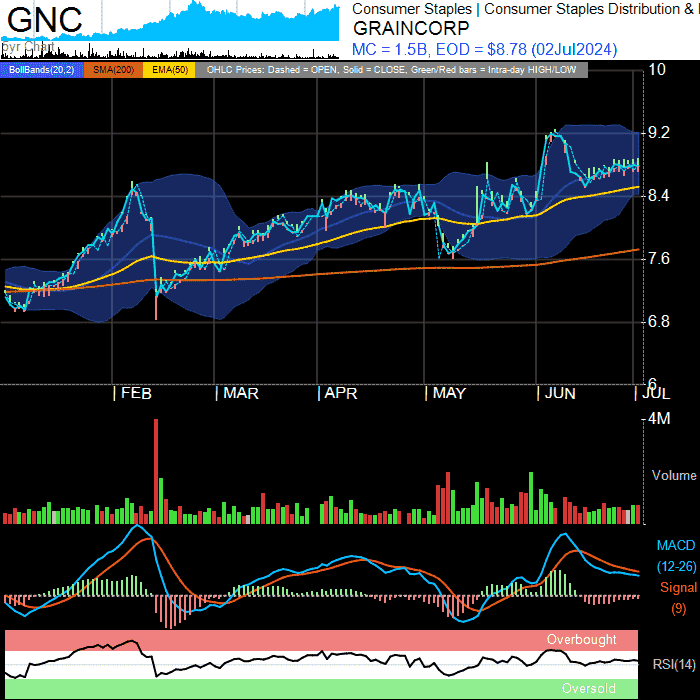 GNC
Consumer Staples | Consumer Staples Distribution &
GRAINCORP
pyr Chart
MC = 1.5B, EOD = $8.78 (02Jul2024)
BollBands(20,2) SMA(200) EMA(50) OHLC Prices: Dashed = OPEN, Solid = CLOSE, Green/Red bars = Intra-day HIGH/LOW
10
9.2
8.4
7.6
6.8
6
FEB MAR APR MAY JUN JUL
4M
Volume
MACD
(12-26)
Signal
(9)
Overbought
RSI(14)
Oversold